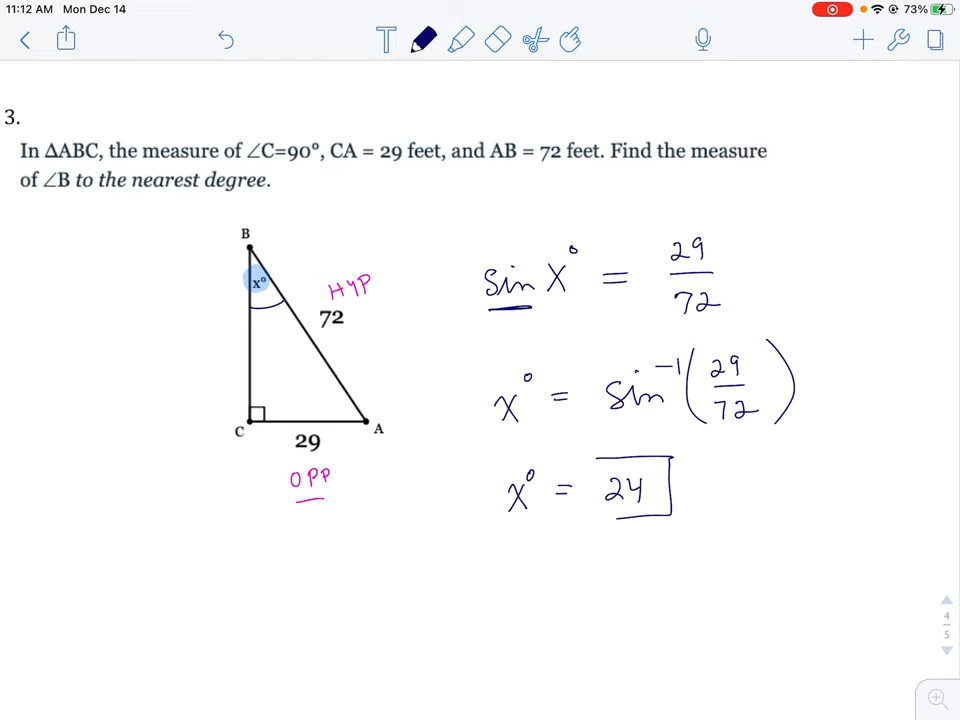 11:12 AM Mon Dec 14
73%
3.
In ΔABC, the measure of ∠C=90°, CA = 29 feet, and AB = 72 feet. Find the measure
of ∠B to the nearest degree.
B
x°
HYP
72
C
A
29
OPP
sin x° = 29/72
x° = sin⁻¹(29/72)
x° = 24
4
5